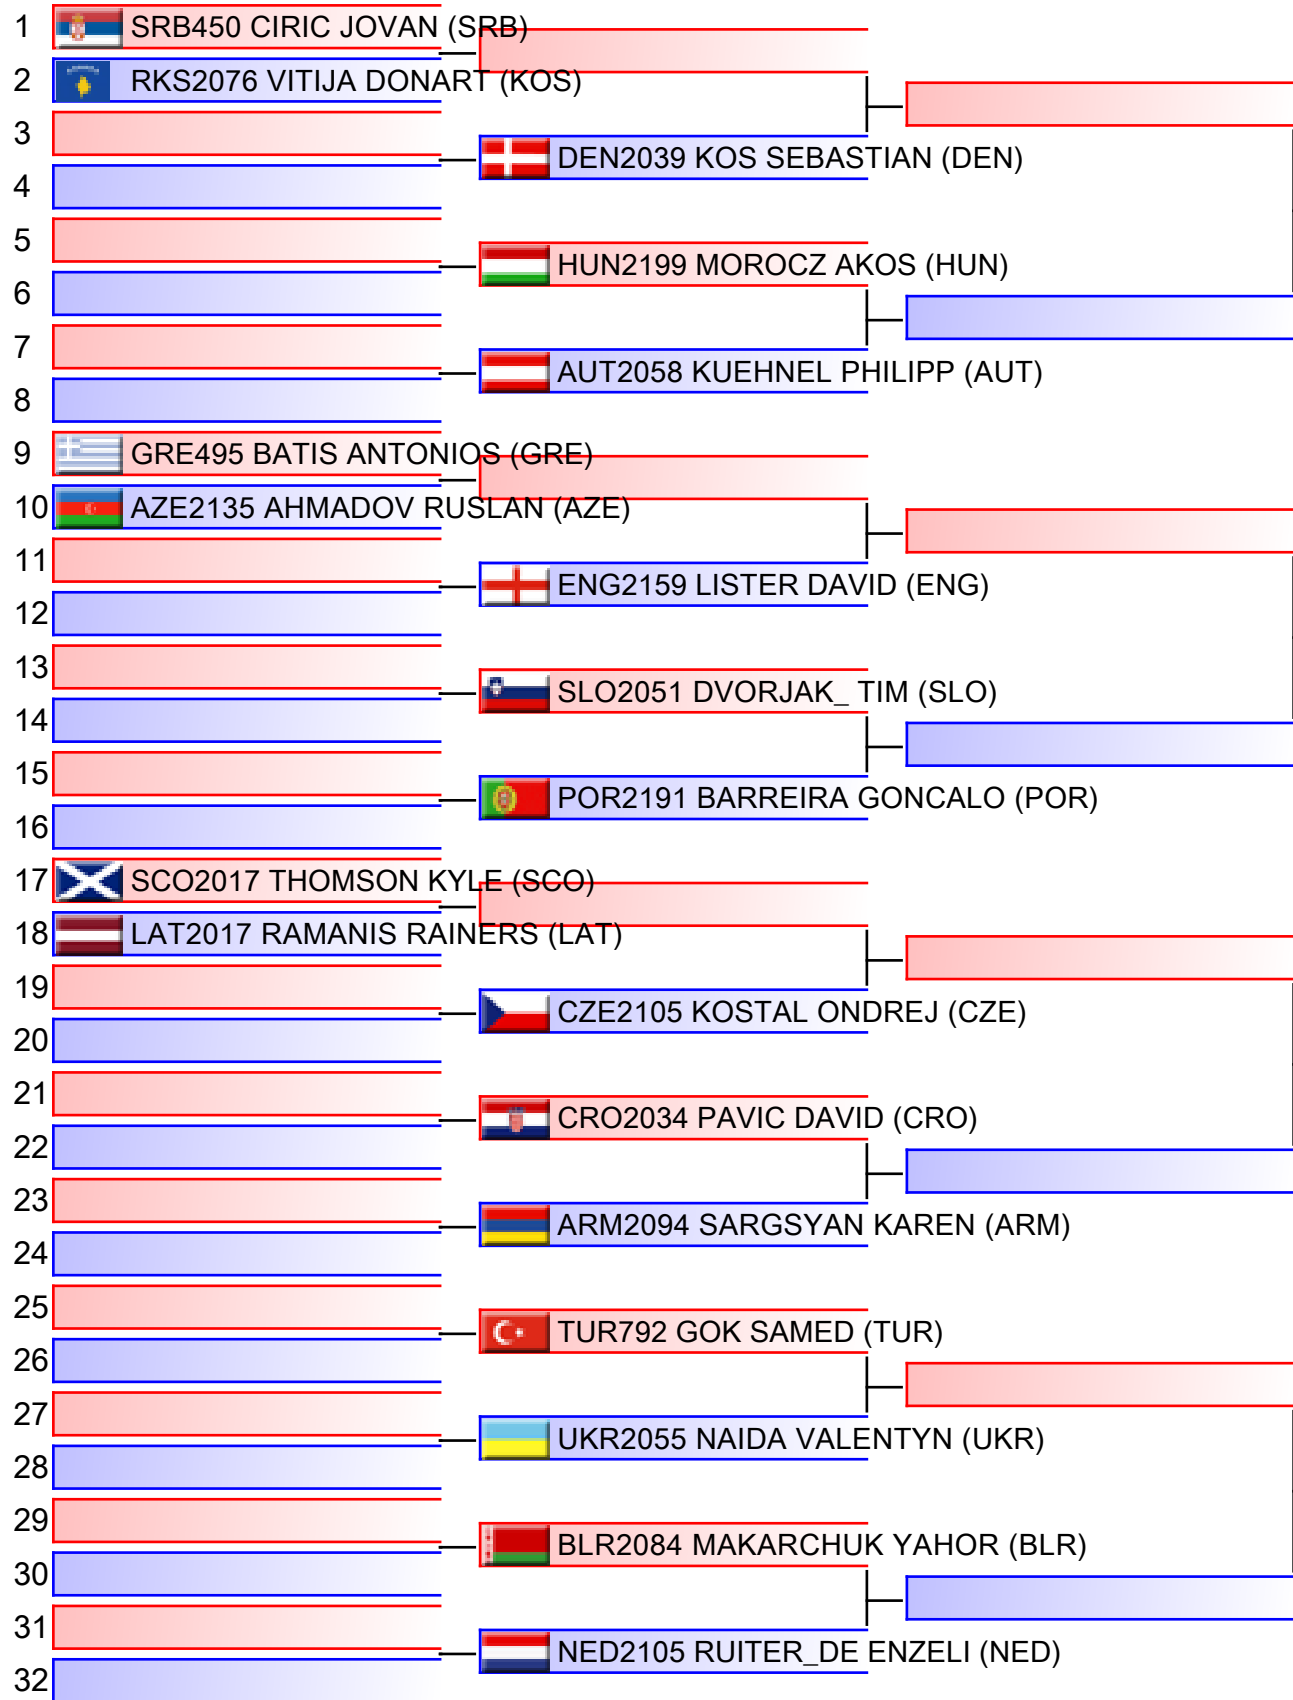 1 SRB450 CIRIC JOVAN (SRB)
2 RKS2076 VITIJA DONART (KOS)
3
DEN2039 KOS SEBASTIAN (DEN)
4
5
HUN2199 MOROCZ AKOS (HUN)
6
7
AUT2058 KUEHNEL PHILIPP (AUT)
8
9 GRE495 BATIS ANTONIOS (GRE)
10 AZE2135 AHMADOV RUSLAN (AZE)
11
ENG2159 LISTER DAVID (ENG)
12
13
SLO2051 DVORJAK_ TIM (SLO)
14
15
POR2191 BARREIRA GONCALO (POR)
16
17 SCO2017 THOMSON KYLE (SCO)
18 LAT2017 RAMANIS RAINERS (LAT)
19
CZE2105 KOSTAL ONDREJ (CZE)
20
21
CRO2034 PAVIC DAVID (CRO)
22
23
ARM2094 SARGSYAN KAREN (ARM)
24
25
TUR792 GOK SAMED (TUR)
26
27
UKR2055 NAIDA VALENTYN (UKR)
28
29
BLR2084 MAKARCHUK YAHOR (BLR)
30
31
NED2105 RUITER_DE ENZELI (NED)
32